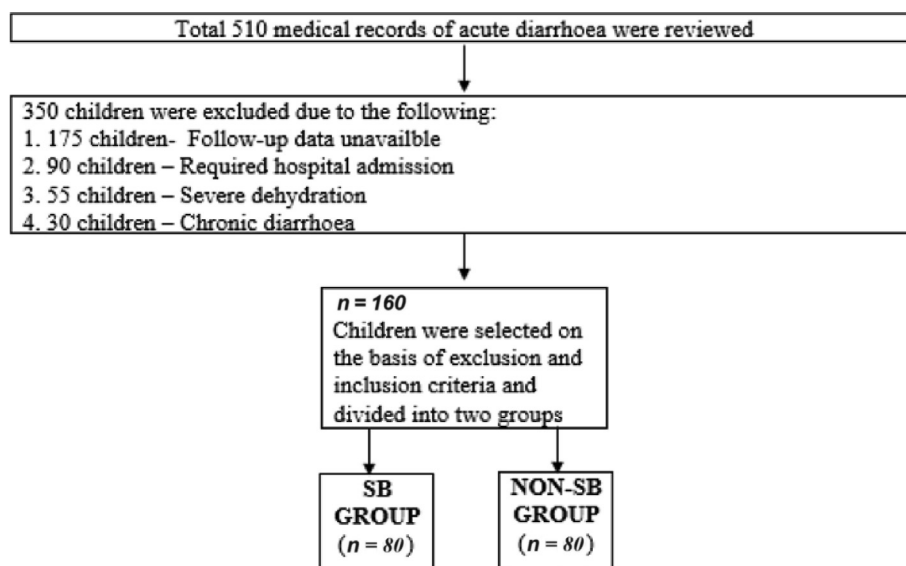 Total 510 medical records of acute diarrhoea were reviewed
350 children were excluded due to the following:
1. 175 children-  Follow-up data unavailble
2. 90 children – Required hospital admission
3. 55 children – Severe dehydration
4. 30 children – Chronic diarrhoea
n = 160
Children were selected on
the basis of exclusion and
inclusion criteria and
divided into two groups
SB
GROUP
(n = 80)
NON-SB
GROUP
(n = 80)